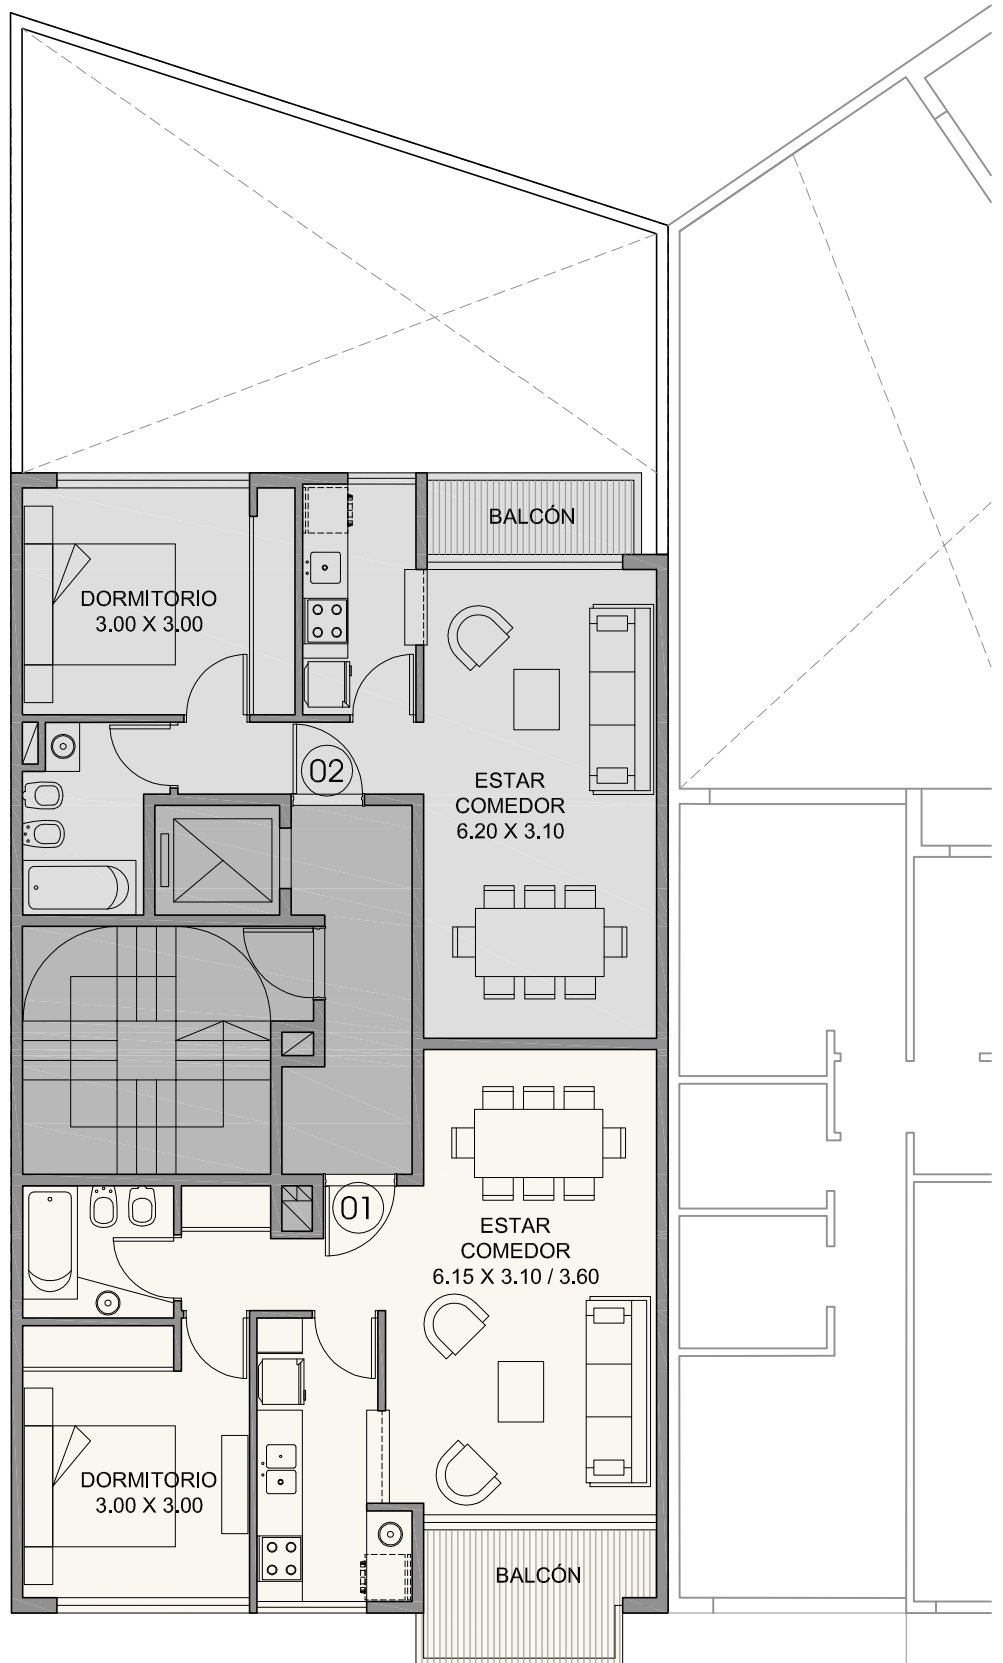 BALCÓN
DORMITORIO
3.00 X 3.00
02
ESTAR
COMEDOR
6.20 X 3.10
01
ESTAR
COMEDOR
6.15 X 3.10 / 3.60
DORMITORIO
3.00 X 3.00
BALCÓN